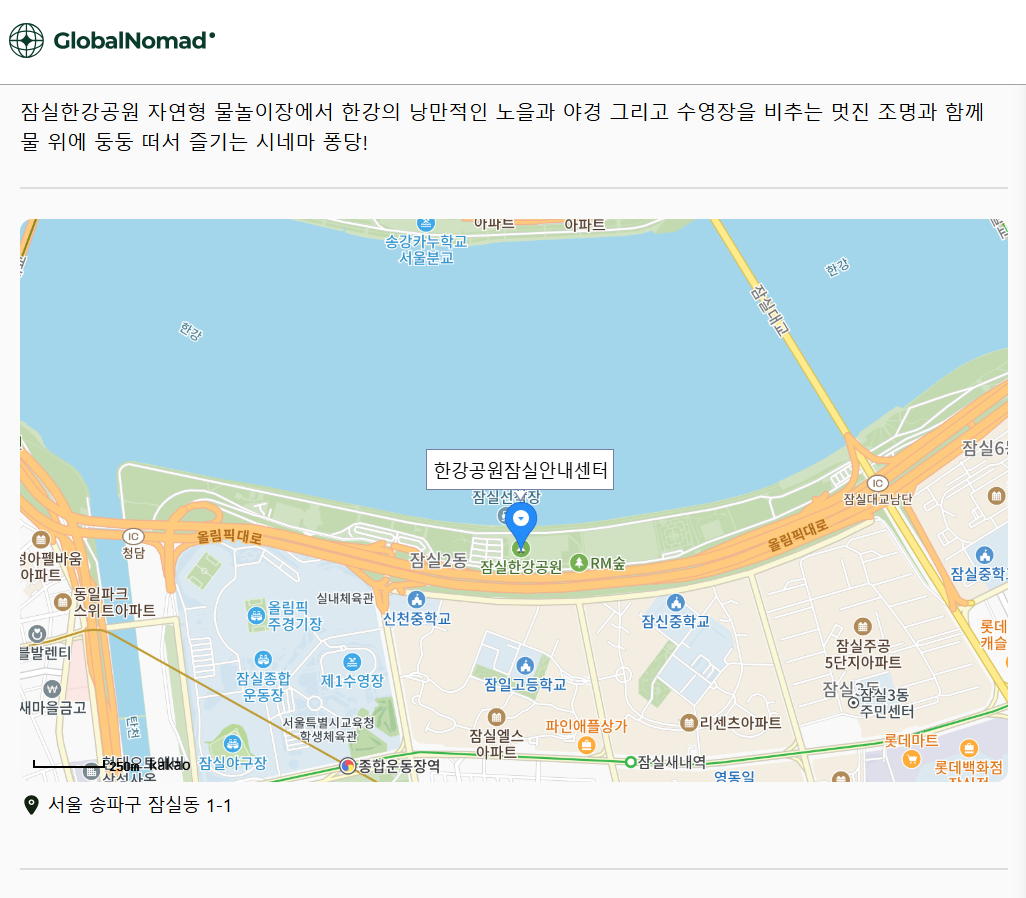 GlobalNomad
잠실한강공원 자연형 물놀이장에서 한강의 낭만적인 노을과 야경 그리고 수영장을 비추는 멋진 조명과 함께
물 위에 둥둥 떠서 즐기는 시네마 퐁당!
아파트
아파트
송강카누학교
서울분교
한강
한강
잠실대교
한강공원잠실안내센터
잠실6
IC
잠실대교남단
IC
청담
올림픽대로
올림픽대로
잠실2동
잠실한강공원
RM숲
아파트
동일파크
스위트아파트
실내체육관
신천중학교
잠신중학교
잠실중학
올림픽
주경기장
잠실주공
5단지아파트
잠실종합
운동장
제1수영장
잠일고등학교
잠실3동
주민센터
새마을금고
서울특별시교육청
학생체육관
잠실엘스
아파트
파인애플상가
리센츠아파트
탄천
잠실야구장
종합운동장역
잠실새내역
롯데마트
롯데백화점
영동일
롯데
캐슬
250m
kakao
서울 송파구 잠실동 1-1